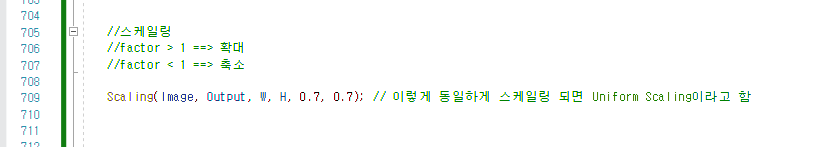 703
704
705 //스케일링
706 //factor > 1 ==> 확대
707 //factor < 1 ==> 축소
708
709 Scaling(Image, Output, W, H, 0.7, 0.7); // 이렇게 동일하게 스케일링 되면 Uniform Scaling이라고 함
710
711
712